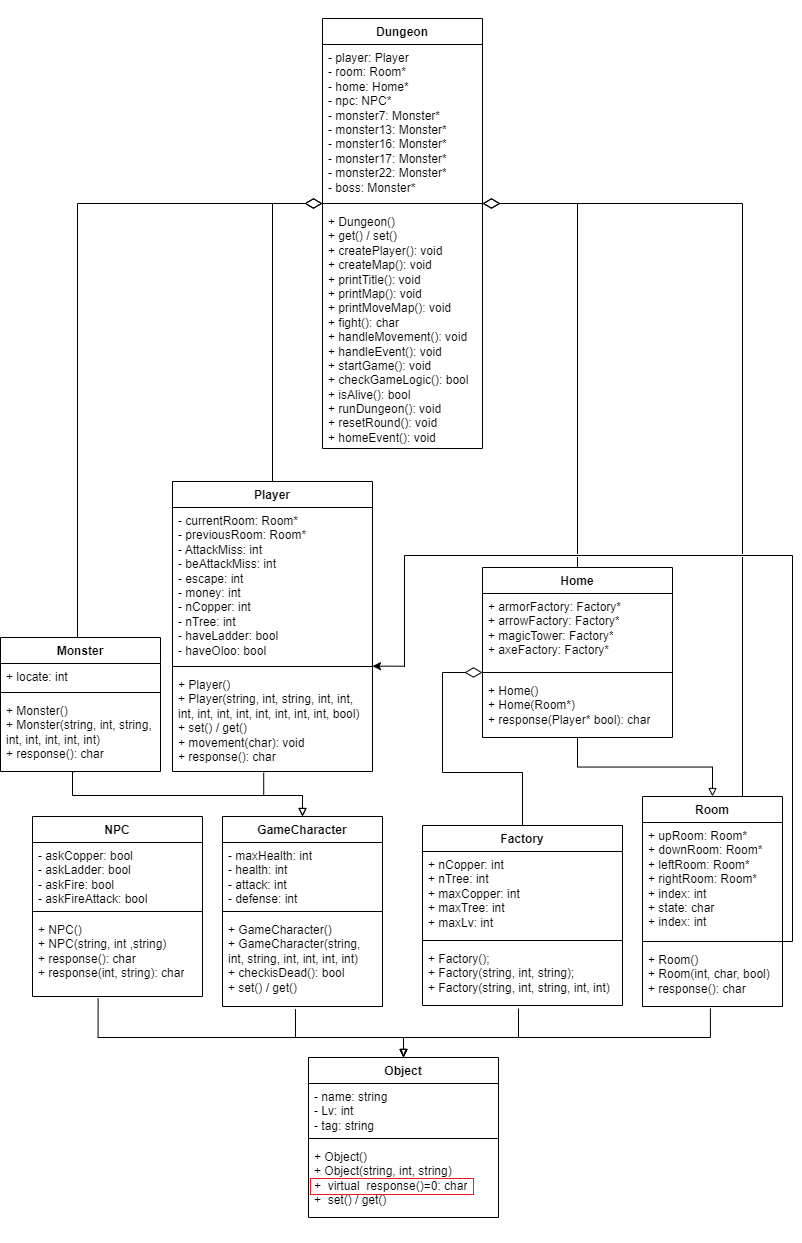 Dungeon
- player: Player
- room: Room*
- home: Home*
- npc: NPC*
- monster7: Monster*
- monster13: Monster*
- monster16: Monster*
- monster17: Monster*
- monster22: Monster*
- boss: Monster*
+ Dungeon()
+ get() / set()
+ createPlayer(): void
+ createMap(): void
+ printTitle(): void
+ printMap(): void
+ printMoveMap(): void
+ fight(): char
+ handleMovement(): void
+ handleEvent(): void
+ startGame(): void
+ checkGameLogic(): bool
+ isAlive(): bool
+ runDungeon(): void
+ resetRound(): void
+ homeEvent(): void
Player
- currentRoom: Room*
- previousRoom: Room*
- AttackMiss: int
- beAttackMiss: int
- escape: int
- money: int
- nCopper: int
- nTree: int
- haveLadder: bool
- haveOloo: bool
+ Player()
+ Player(string, int, string, int, int,
int, int, int, int, int, int, int, int, bool)
+ set() / get()
+ movement(char): void
+ response(): char
Home
+ armorFactory: Factory*
+ arrowFactory: Factory*
+ magicTower: Factory*
+ axeFactory: Factory*
+ Home()
+ Home(Room*)
+ response(Player* bool): char
Monster
+ locate: int
+ Monster()
+ Monster(string, int, string,
int, int, int, int, int)
+ response(): char
NPC
- askCopper: bool
- askLadder: bool
- askFire: bool
- askFireAttack: bool
+ NPC()
+ NPC(string, int ,string)
+ response(): char
+ response(int, string): char
GameCharacter
- maxHealth: int
- health: int
- attack: int
- defense: int
+ GameCharacter()
+ GameCharacter(string,
int, string, int, int, int, int)
+ checkisDead(): bool
+ set() / get()
Factory
+ nCopper: int
+ nTree: int
+ maxCopper: int
+ maxTree: int
+ maxLv: int
+ Factory();
+ Factory(string, int, string);
+ Factory(string, int, string, int, int)
Room
+ upRoom: Room*
+ downRoom: Room*
+ leftRoom: Room*
+ rightRoom: Room*
+ index: int
+ state: char
+ index: int
+ Room()
+ Room(int, char, bool)
+ response(): char
Object
- name: string
- Lv: int
- tag: string
+ Object()
+ Object(string, int, string)
+ virtual response()=0: char
+ set() / get()